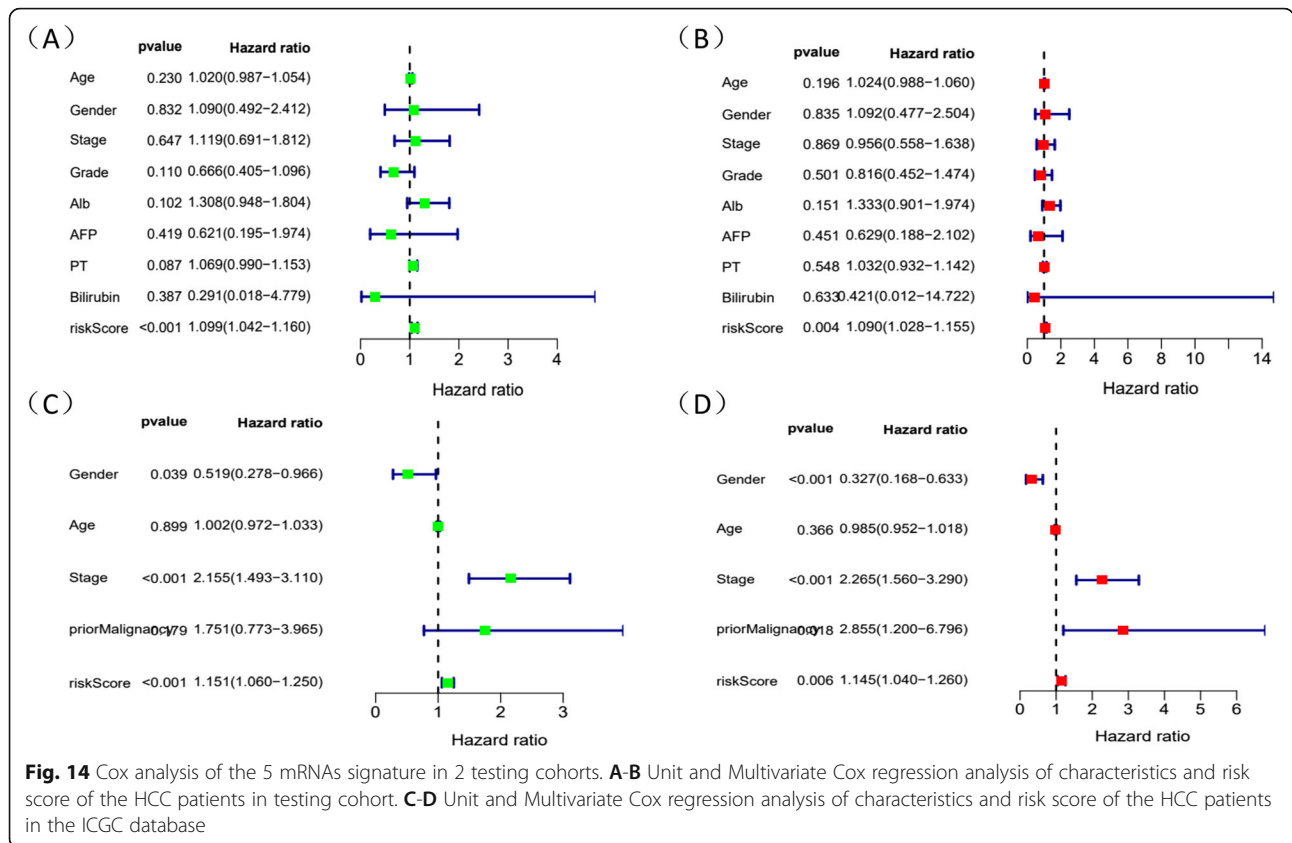 （A）
pvalue Hazard ratio
Age 0.230 1.020(0.987−1.054)
Gender 0.832 1.090(0.492−2.412)
Stage 0.647 1.119(0.691−1.812)
Grade 0.110 0.666(0.405−1.096)
Alb 0.102 1.308(0.948−1.804)
AFP 0.419 0.621(0.195−1.974)
PT 0.087 1.069(0.990−1.153)
Bilirubin 0.387 0.291(0.018−4.779)
riskScore <0.001 1.099(1.042−1.160)
0 1 2 3 4
Hazard ratio
（B）
pvalue Hazard ratio
Age 0.196 1.024(0.988−1.060)
Gender 0.835 1.092(0.477−2.504)
Stage 0.869 0.956(0.558−1.638)
Grade 0.501 0.816(0.452−1.474)
Alb 0.151 1.333(0.901−1.974)
AFP 0.451 0.629(0.188−2.102)
PT 0.548 1.032(0.932−1.142)
Bilirubin 0.633 0.421(0.012−14.722)
riskScore 0.004 1.090(1.028−1.155)
0 2 4 6 8 10 14
Hazard ratio
（C）
pvalue Hazard ratio
Gender 0.039 0.519(0.278−0.966)
Age 0.899 1.002(0.972−1.033)
Stage <0.001 2.155(1.493−3.110)
priorMalignancy 0.179 1.751(0.773−3.965)
riskScore <0.001 1.151(1.060−1.250)
0 1 2 3
Hazard ratio
（D）
pvalue Hazard ratio
Gender <0.001 0.327(0.168−0.633)
Age 0.366 0.985(0.952−1.018)
Stage <0.001 2.265(1.560−3.290)
priorMalignancy 0.018 2.855(1.200−6.796)
riskScore 0.006 1.145(1.040−1.260)
0 1 2 3 4 5 6
Hazard ratio
Fig. 14 Cox analysis of the 5 mRNAs signature in 2 testing cohorts. A-B Unit and Multivariate Cox regression analysis of characteristics and risk
score of the HCC patients in testing cohort. C-D Unit and Multivariate Cox regression analysis of characteristics and risk score of the HCC patients
in the ICGC database